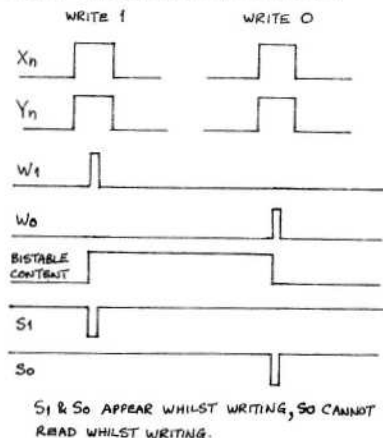 WRITE 1 WRITE 0
Xn
Yn
W1
W0
BISTABLE
CONTENT
S1
S0
S1 & S0 APPEAR WHILST WRITING, SO CANNOT
READ WHILST WRITING.